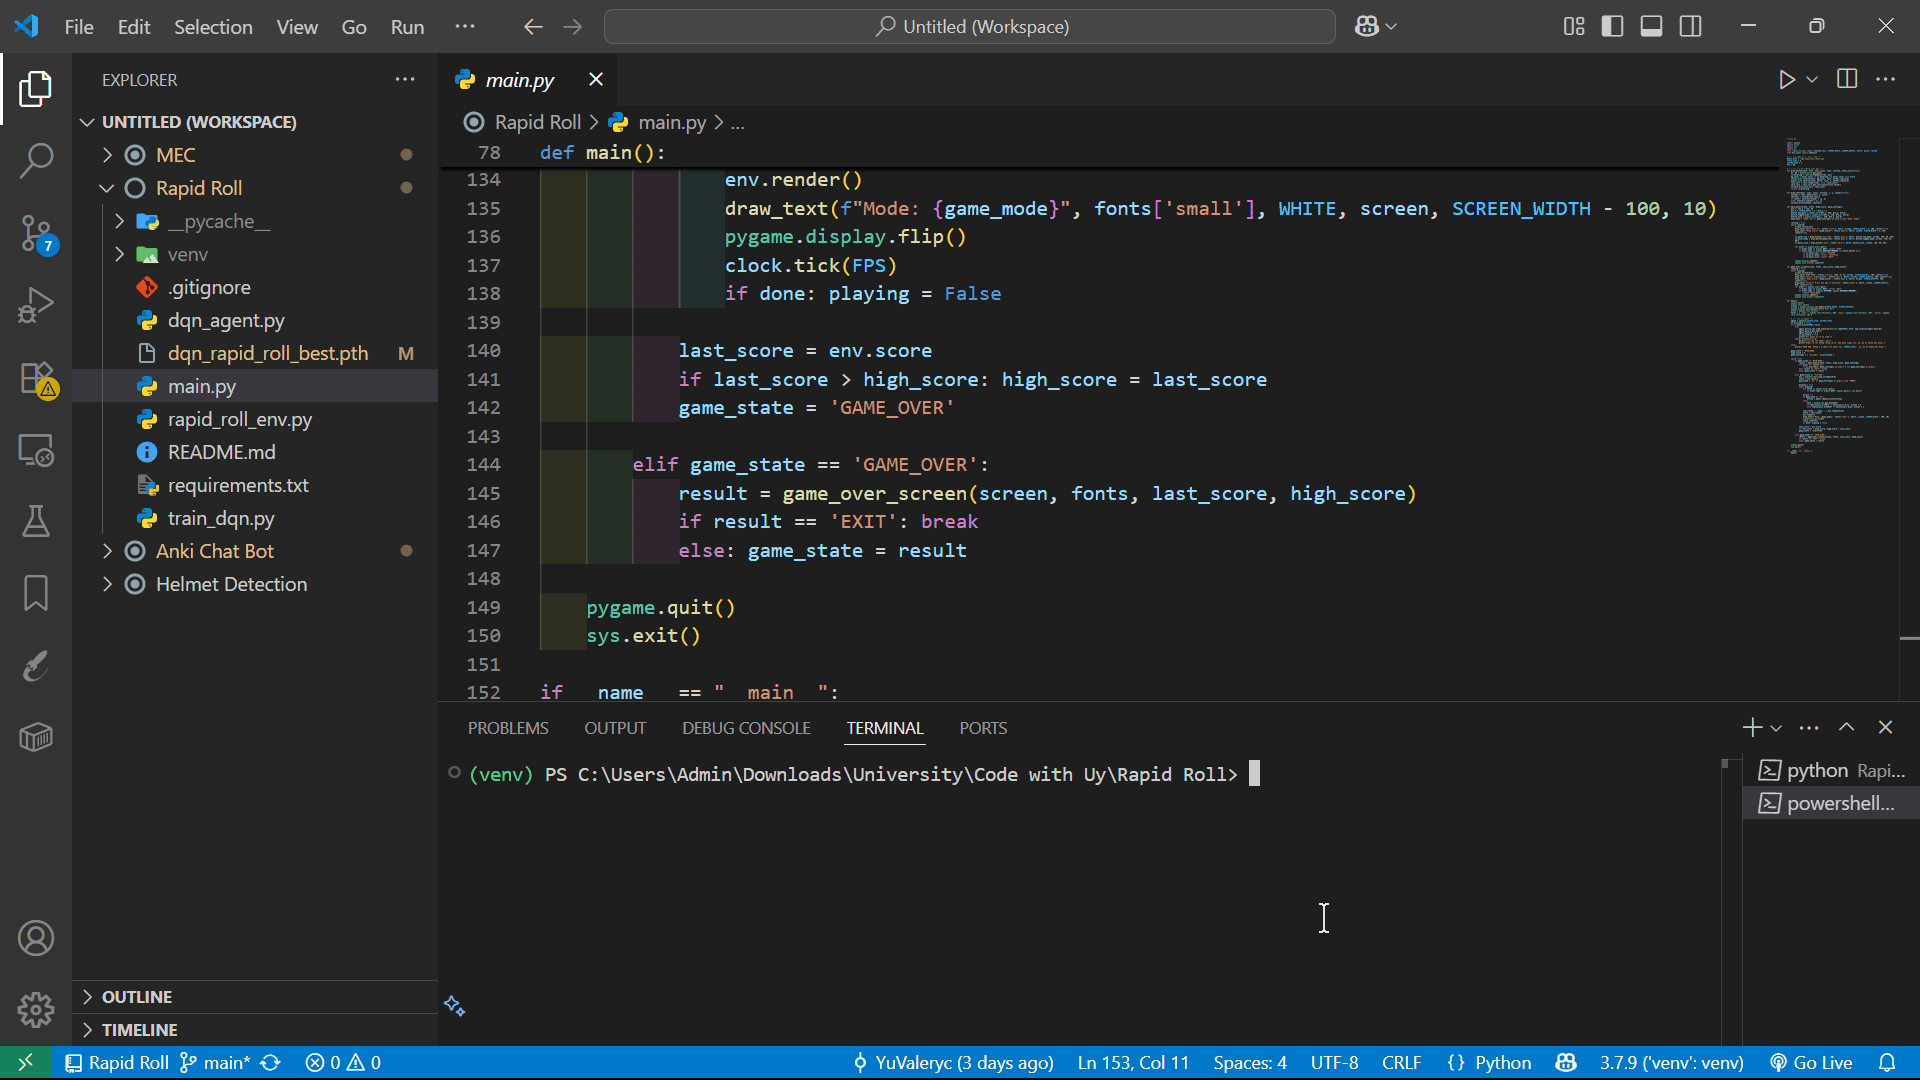 File Edit Selection View Go Run
Untitled (Workspace)
EXPLORER
UNTITLED (WORKSPACE)
MEC
Rapid Roll
__pycache__
venv
.gitignore
dqn_agent.py
dqn_rapid_roll_best.pth M
main.py
rapid_roll_env.py
README.md
requirements.txt
train_dqn.py
Anki Chat Bot
Helmet Detection
OUTLINE
TIMELINE
7
main.py
Rapid Roll > main.py > ...
78 def main():
134 env.render()
135 draw_text(f"Mode: {game_mode}", fonts['small'], WHITE, screen, SCREEN_WIDTH - 100, 10)
136 pygame.display.flip()
137 clock.tick(FPS)
138 if done: playing = False
139
140 last_score = env.score
141 if last_score > high_score: high_score = last_score
142 game_state = 'GAME_OVER'
143
144 elif game_state == 'GAME_OVER':
145 result = game_over_screen(screen, fonts, last_score, high_score)
146 if result == 'EXIT': break
147 else: game_state = result
148
149 pygame.quit()
150 sys.exit()
151
152 if name == " main ":
PROBLEMS OUTPUT DEBUG CONSOLE TERMINAL PORTS
(venv) PS C:\Users\Admin\Downloads\University\Code with Uy\Rapid Roll>
python Rapi...
powershell...
Rapid Roll main* 0 0 YuValeryc (3 days ago) Ln 153, Col 11 Spaces: 4 UTF-8 CRLF {} Python 3.7.9 ('venv': venv) Go Live